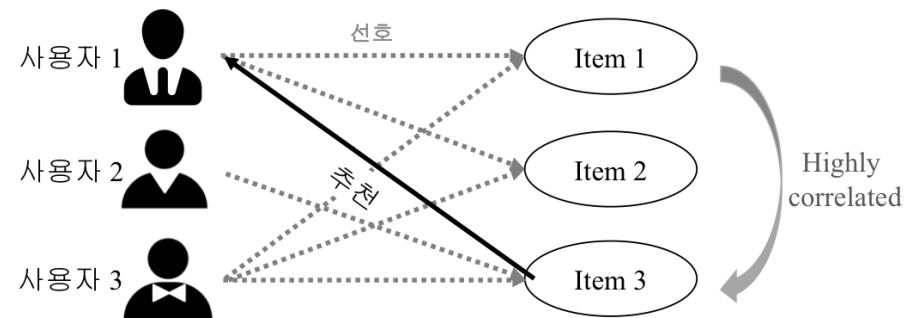 사용자 1
선호
Item 1
사용자 2
추천
Item 2
Highly
correlated
사용자 3
Item 3